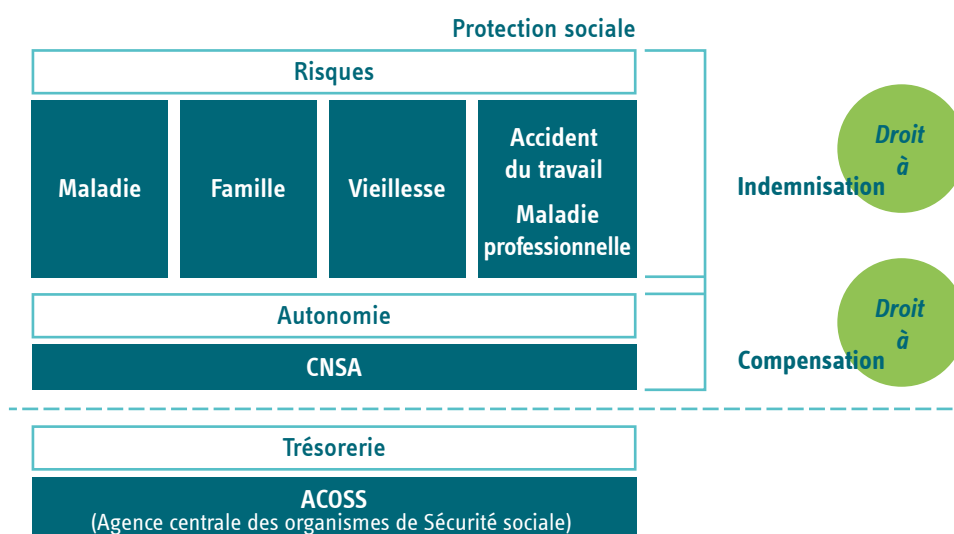 Protection sociale
Risques
Maladie
Famille
Vieillesse
Accident
du travail
Maladie
professionnelle
Droit
à
Indemnisation
Autonomie
CNSA
Droit
à
Compensation
Trésorerie
ACOSS
(Agence centrale des organismes de Sécurité sociale)